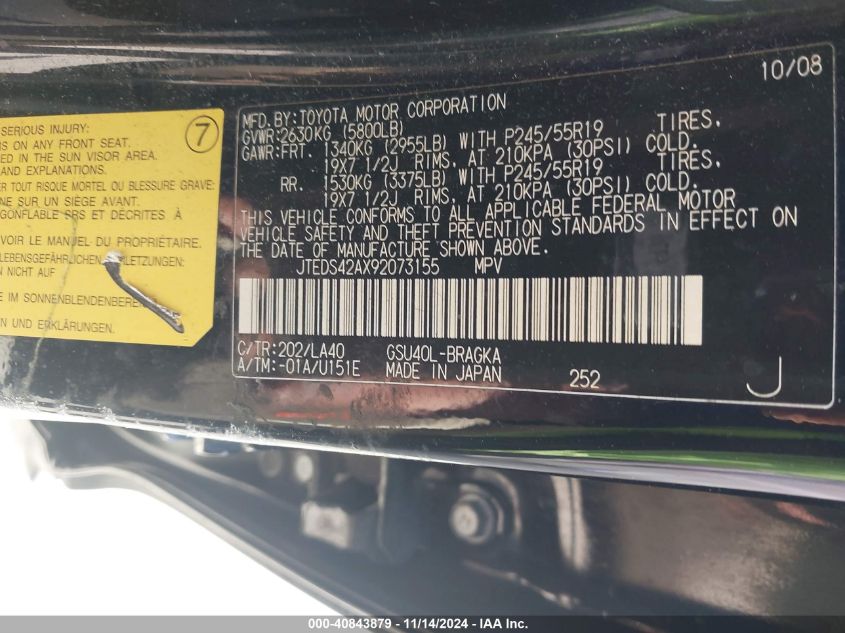 SERIOUS INJURY:
S ON ANY FRONT SEAT.
ED IN THE SUN VISOR AREA.
AND EXPLANATIONS.
ER TOUT RISQUE MORTEL OU BLESSURE GRAVE:
NE SUR UN SIÈGE AVANT.
GONFLABLE SRS ET DÉCRITES À
VOIR LE MANUEL DU PROPRIÉTAIRE.
LEBENSGEFÄHRLICHEN
N NICHT AUF
E IM SONNENBLENDENBEREI
EN UND ERKLÄRUNGEN.
7
10/08
MFD. BY: TOYOTA MOTOR CORPORATION
GVWR:2630KG (5800LB)
GAWR:FRT. 1340KG (2955LB) WITH P245/55R19 TIRES,
19X7 1/2J RIMS, AT 210KPA (30PSI) COLD.
RR. 1530KG (3375LB) WITH P245/55R19 TIRES,
19X7 1/2J RIMS, AT 210KPA (30PSI) COLD.
THIS VEHICLE CONFORMS TO ALL APPLICABLE FEDERAL MOTOR
VEHICLE SAFETY AND THEFT PREVENTION STANDARDS IN EFFECT ON
THE DATE OF MANUFACTURE SHOWN ABOVE.
JTEDS42AX92073155 MPV
C/TR:202/LA40 GSU40L-BRAGKA
A/TM:-01A/U151E MADE IN JAPAN 252 J
000-40843879 - 11/14/2024 - IAA Inc.